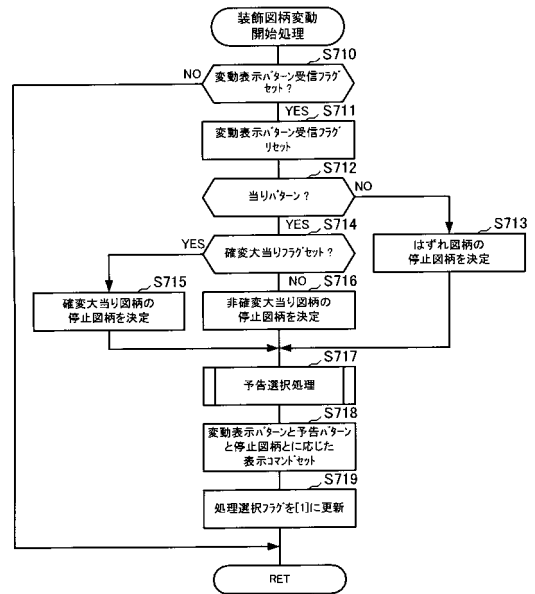 装飾図柄変動
開始処理
S710
NO
変動表示パターン受信フラグ
セット?
YES
S711
変動表示パターン受信フラグ
リセット
S712
当りパターン?
NO
YES
S713
はずれ図柄の
停止図柄を決定
S714
YES
確変大当りフラグセット?
NO
S715
確変大当り図柄の
停止図柄を決定
S716
非確変大当り図柄の
停止図柄を決定
S717
予告選択処理
S718
変動表示パターンと予告パターン
と停止図柄とに応じた
表示コマンドセット
S719
処理選択フラグを[1]に更新
RET